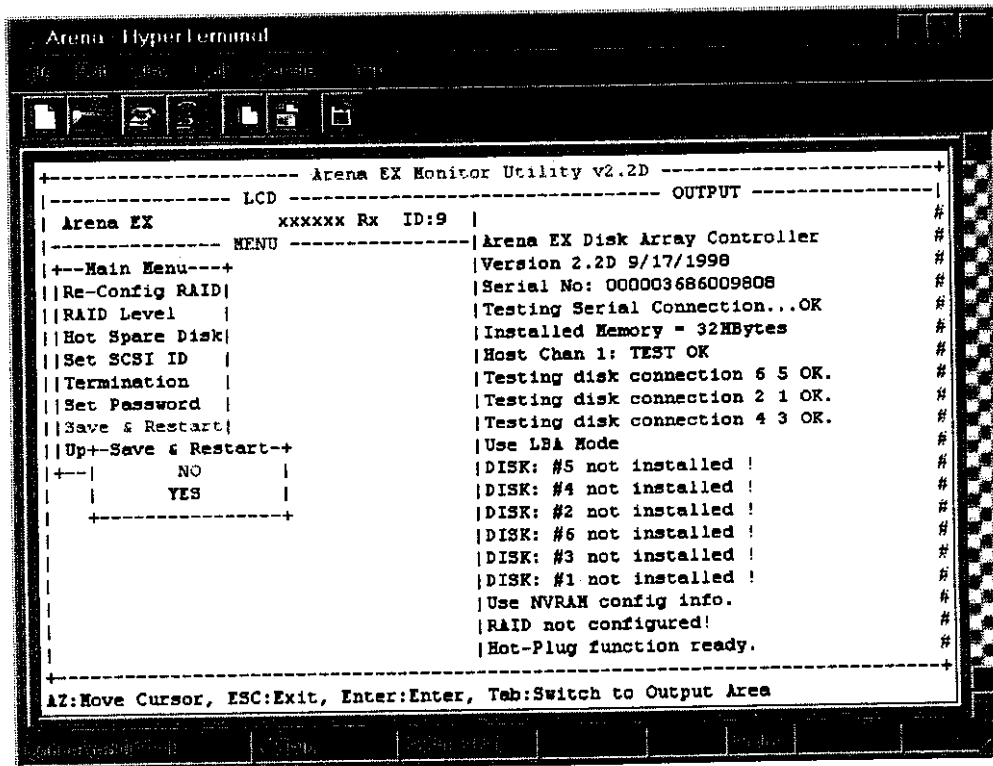 Arena - HyperTerminal
+----------------------- Arena EX Monitor Utility v2.2D -------------------------+
|----------------- LCD ----------------------- OUTPUT -----------------|
| Arena EX xxxxxx Rx ID:9 | #
|---------------- MENU -----------------|Arena EX Disk Array Controller #
|+--Main Menu---+ |Version 2.2D 9/17/1998 #
||Re-Config RAID| |Serial No: 000003686009808 #
||RAID Level | |Testing Serial Connection...OK #
||Hot Spare Disk| |Installed Memory = 32MBytes #
||Set SCSI ID | |Host Chan 1: TEST OK #
||Termination | |Testing disk connection 6 5 OK. #
||Set Password | |Testing disk connection 2 1 OK. #
||Save & Restart| |Testing disk connection 4 3 OK. #
||Up+-Save & Restart-+ |Use LBA Mode #
|+--| NO | |DISK: #5 not installed ! #
| | YES | |DISK: #4 not installed ! #
| +------------------+ |DISK: #2 not installed ! #
| |DISK: #6 not installed ! #
| |DISK: #3 not installed ! #
| |DISK: #1 not installed ! #
| |Use NVRAM config info. #
| |RAID not configured! #
| |Hot-Plug function ready. #
+--------------------------------------------------------------------------------+
AZ:Move Cursor, ESC:Exit, Enter:Enter, Tab:Switch to Output Area